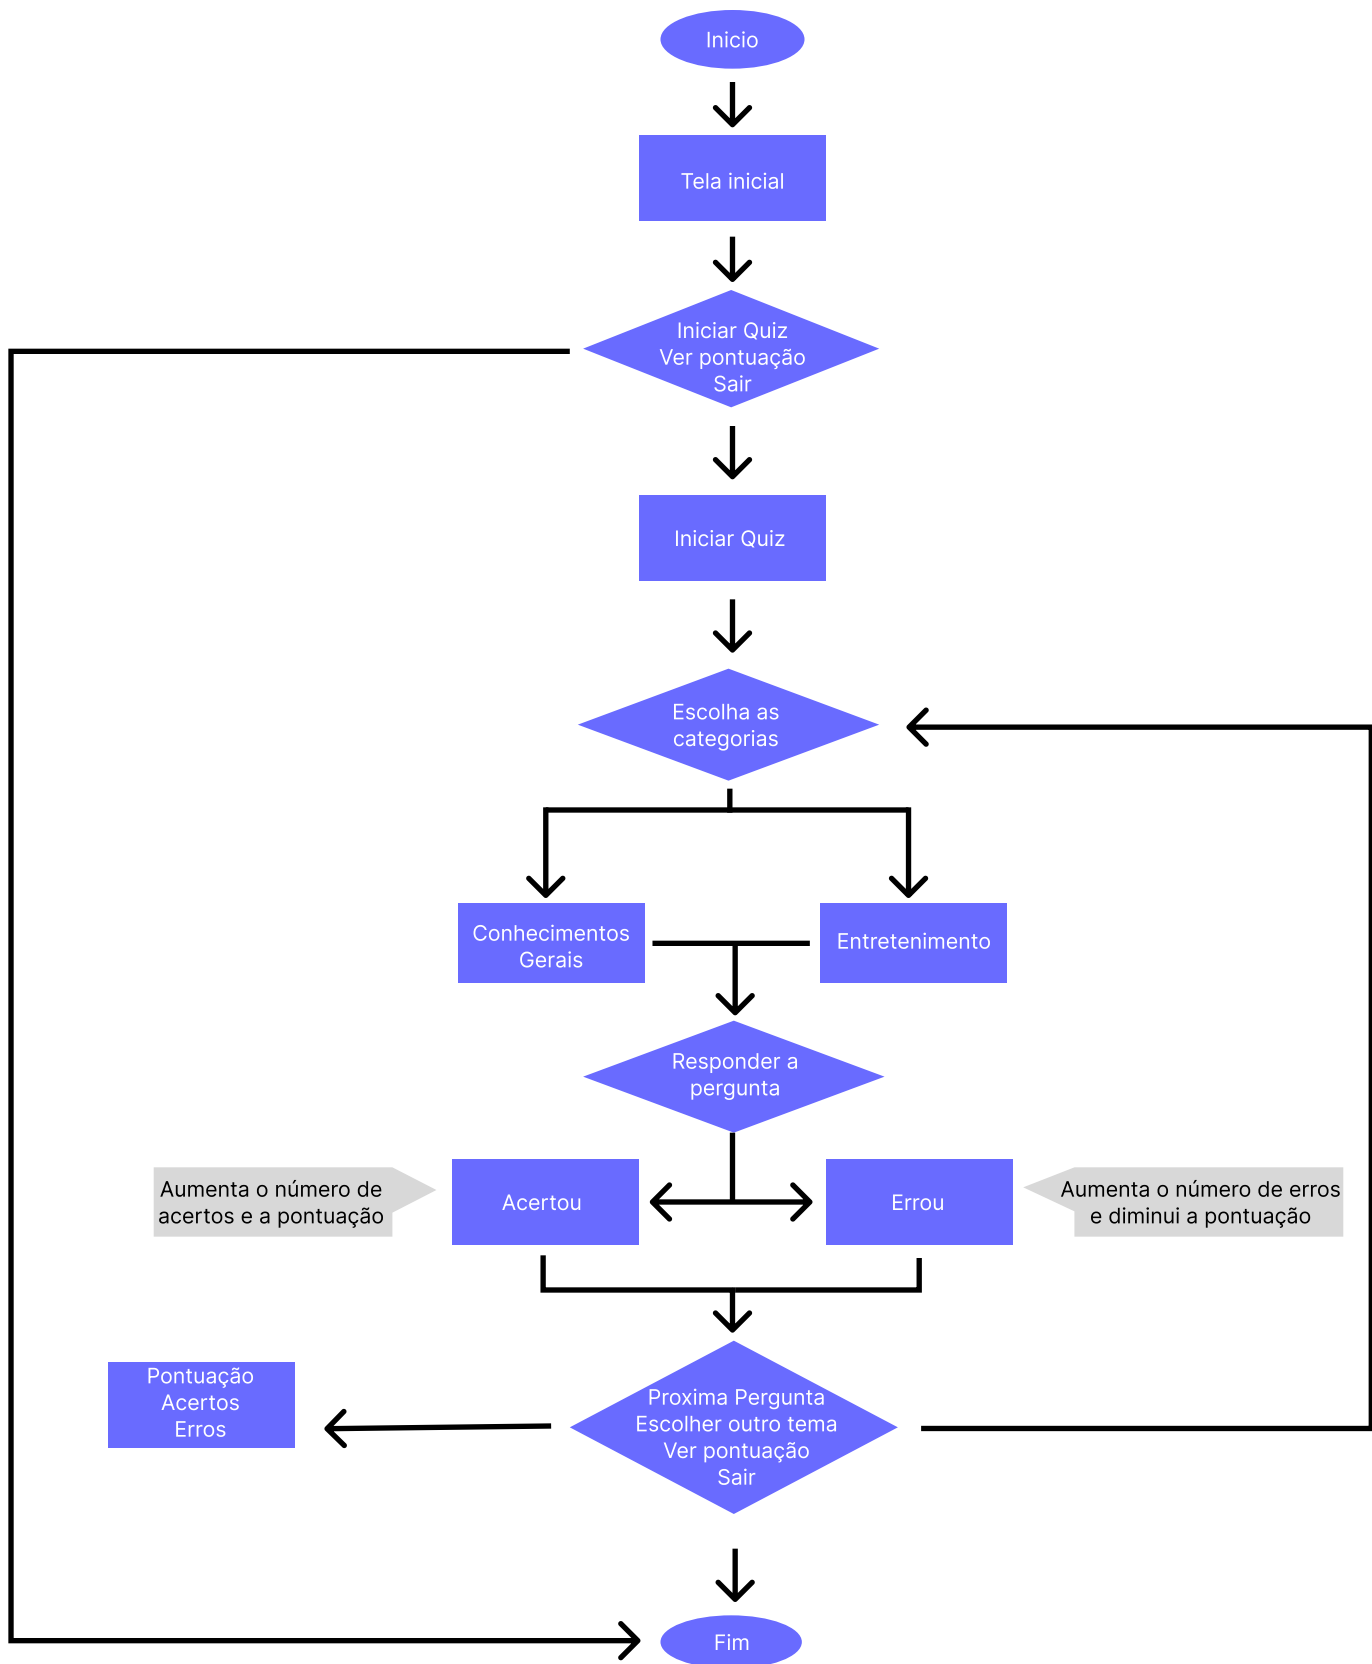 Inicio
Tela inicial
Iniciar Quiz
Ver pontuação
Sair
Iniciar Quiz
Escolha as
categorias
Conhecimentos
Gerais
Entretenimento
Responder a
pergunta
Aumenta o número de
acertos e a pontuação
Acertou
Errou
Aumenta o número de erros
e diminui a pontuação
Pontuação
Acertos
Erros
Proxima Pergunta
Escolher outro tema
Ver pontuação
Sair
Fim